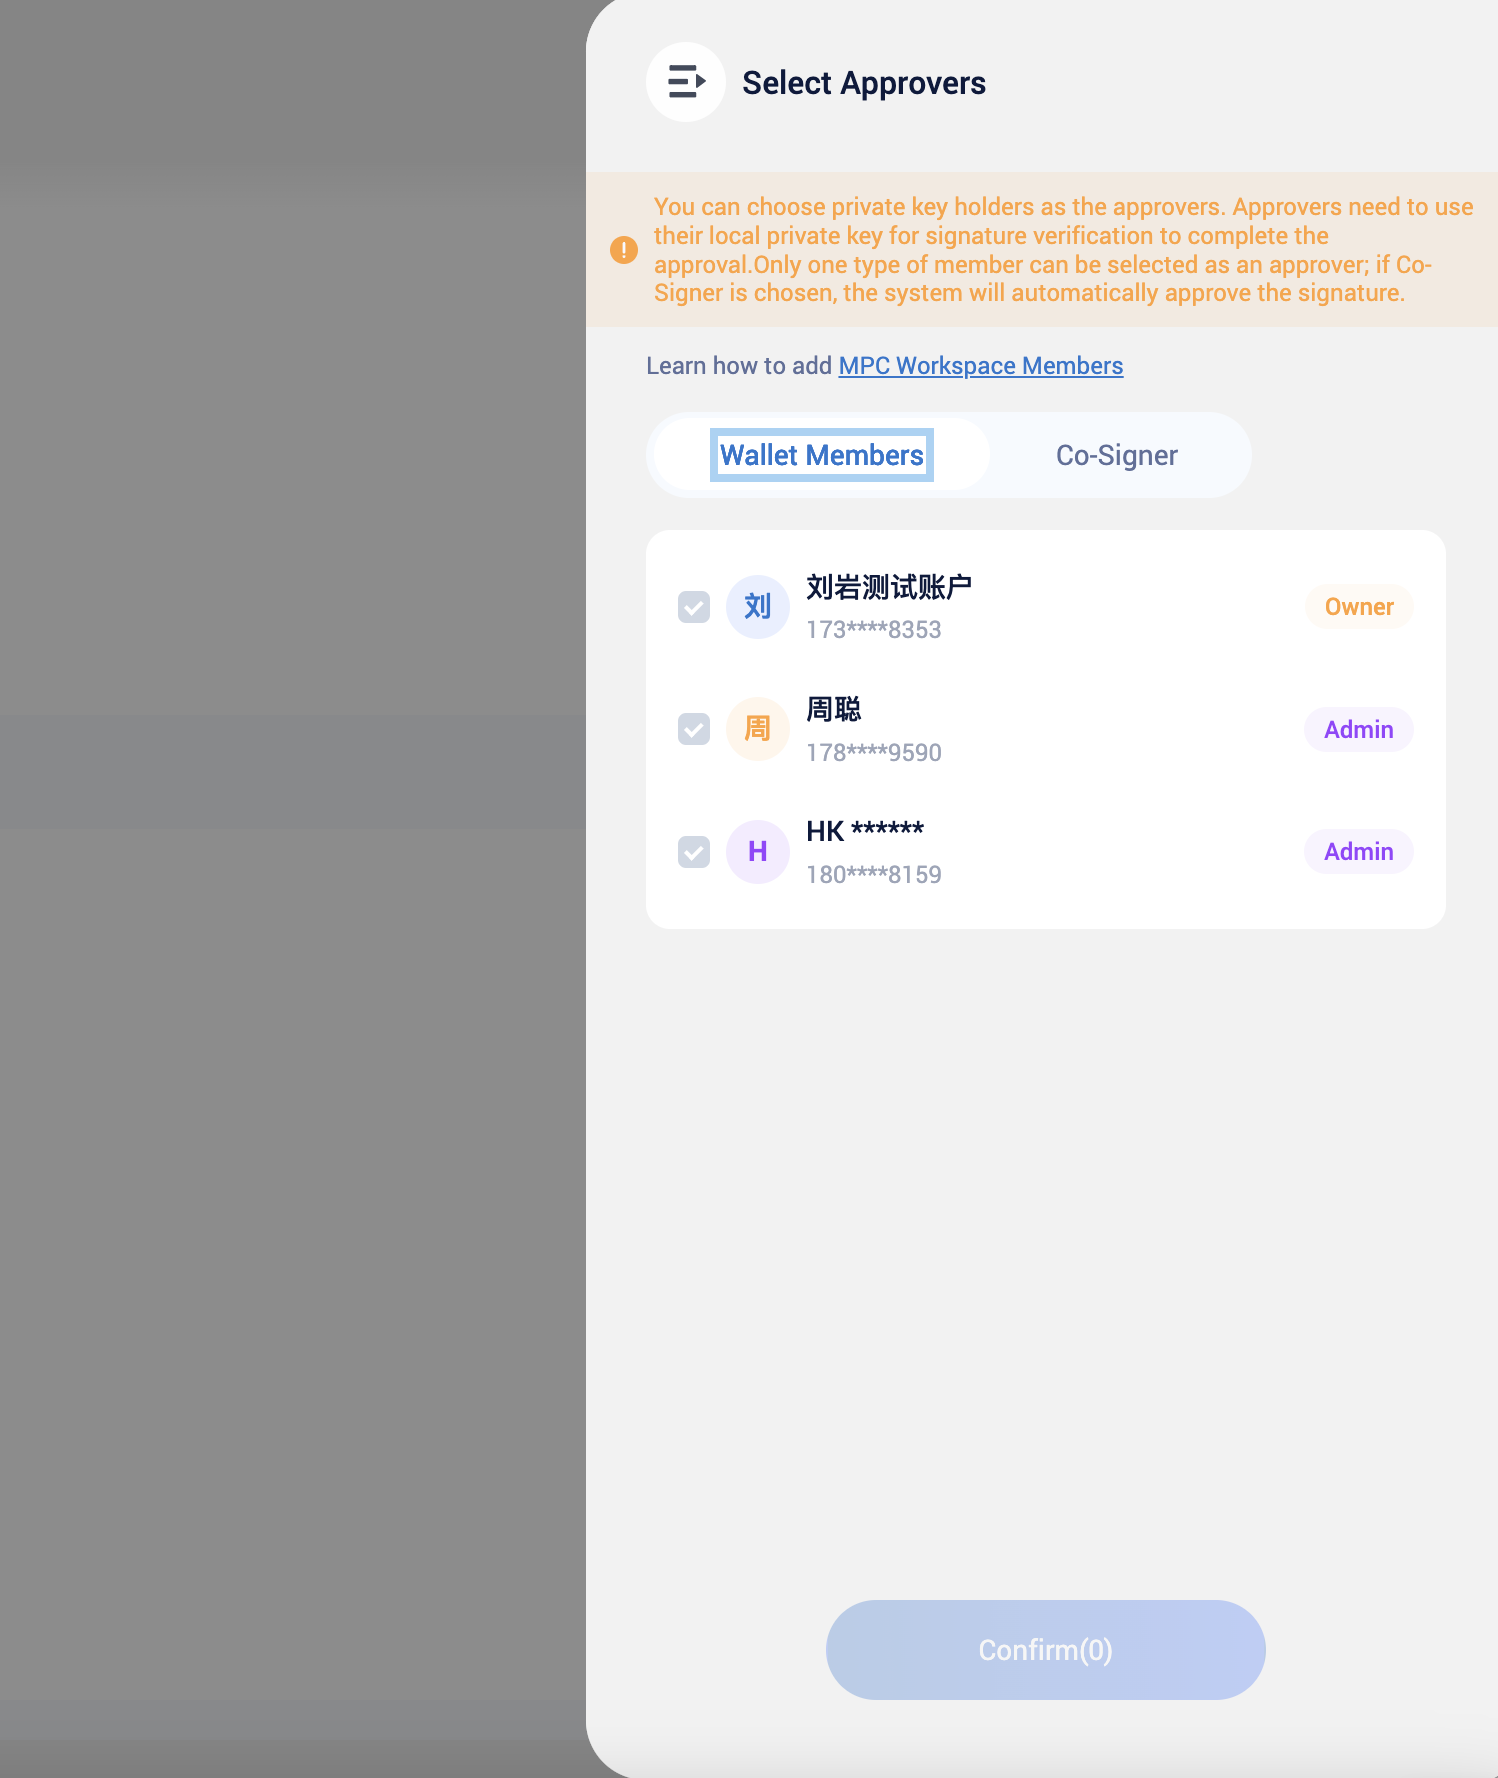 Select Approvers
You can choose private key holders as the approvers. Approvers need to use
their local private key for signature verification to complete the
approval.Only one type of member can be selected as an approver; if Co-
Signer is chosen, the system will automatically approve the signature.
Learn how to add MPC Workspace Members
Wallet Members
Co-Signer
刘
刘岩测试账户
173****8353
Owner
周
周聪
178****9590
Admin
H
HK ******
180****8159
Admin
Confirm(0)